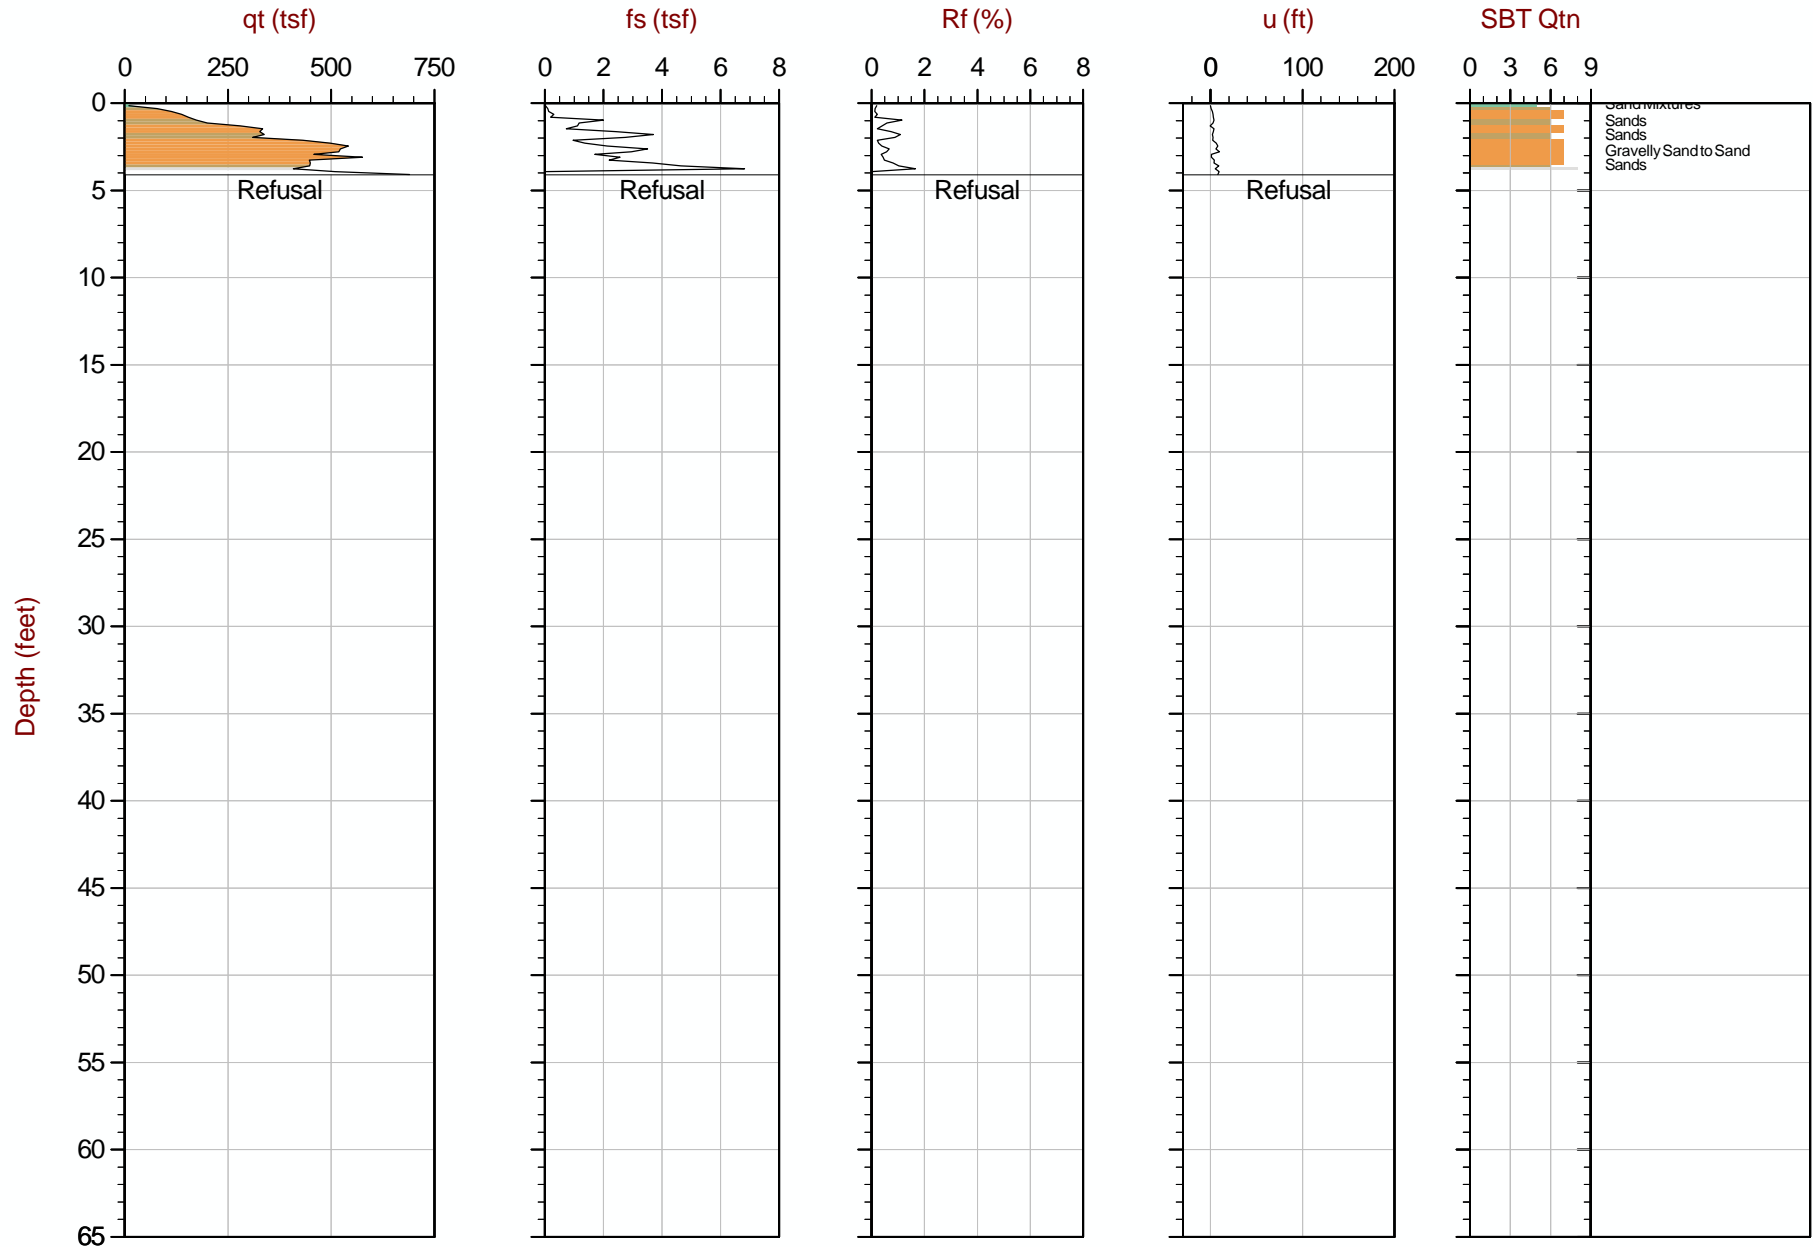 qt (tsf) fs (tsf) Rf (%) u (ft) SBT Qtn
0 250 500 750 0 2 4 6 8 0 2 4 6 8 0 100 200 0 3 6 9
0
Sand Mixtures
Sands
Sands
Gravelly Sand to Sand
Sands
5
Refusal Refusal Refusal Refusal
10
15
20
25
30
35
40
45
50
55
60
65
Depth (feet)